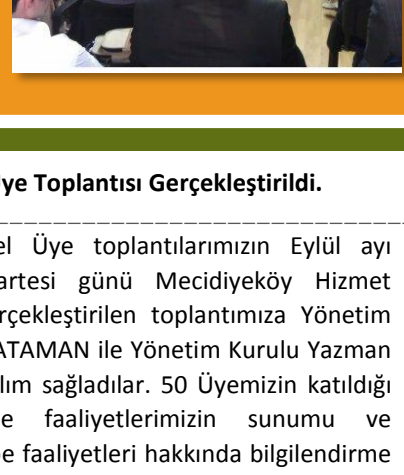 ye Toplantısı Gerçekleştirildi.
el Üye toplantılarımızın Eylül ayı
artesi günü Mecidiyeköy Hizmet
rçekleştirilen toplantımıza Yönetim
ATAMAN ile Yönetim Kurulu Yazman
lım sağladılar. 50 Üyemizin katıldığı
e faaliyetlerimizin sunumu ve
e faaliyetleri hakkında bilgilendirme